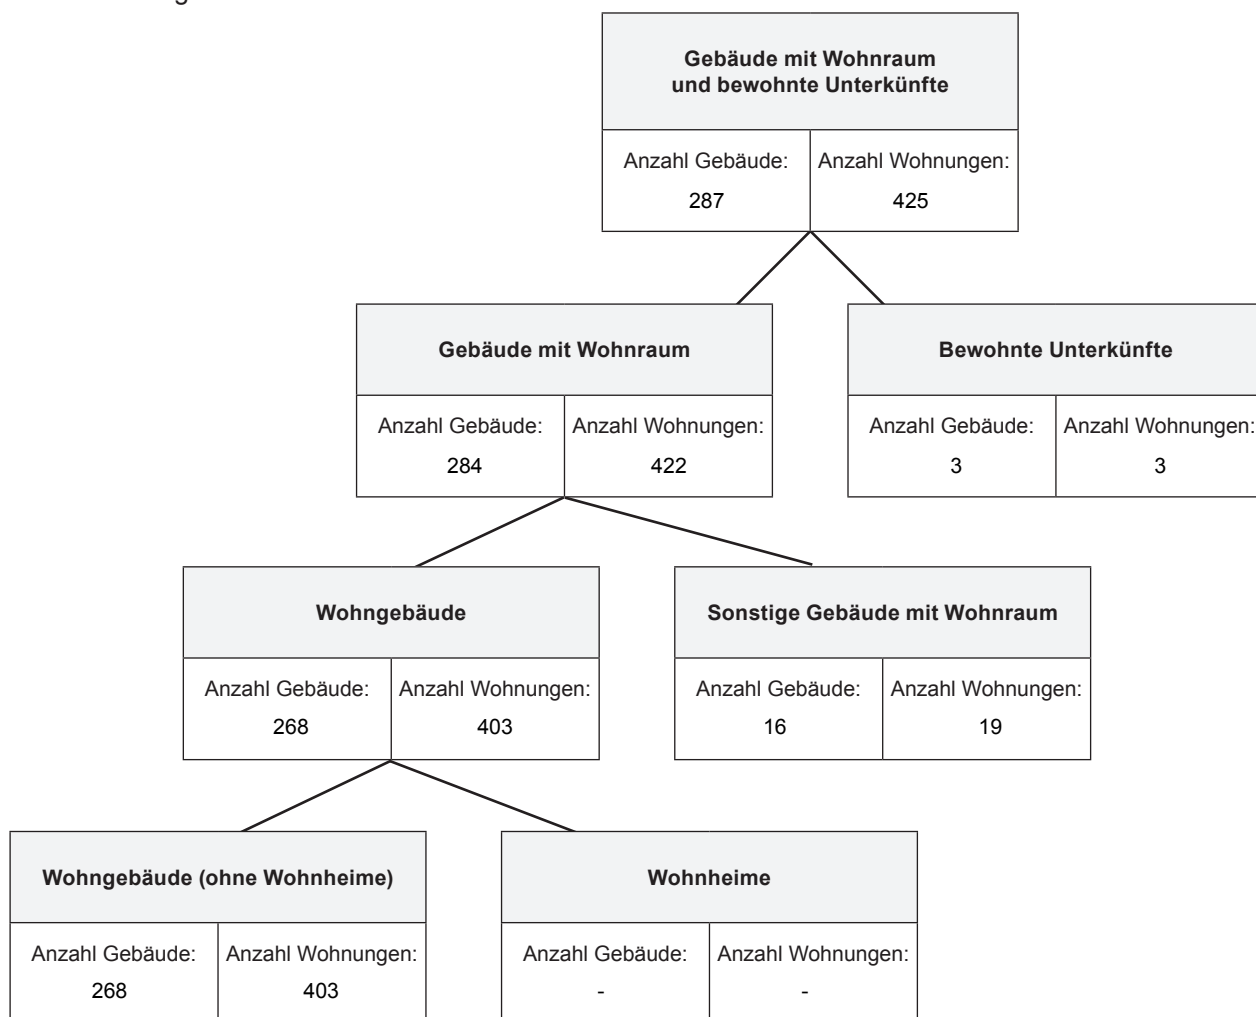 Gebäude mit Wohnraum
und bewohnte Unterkünfte
Anzahl Gebäude: Anzahl Wohnungen:
287 425
Gebäude mit Wohnraum
Anzahl Gebäude: Anzahl Wohnungen:
284 422
Bewohnte Unterkünfte
Anzahl Gebäude: Anzahl Wohnungen:
3 3
Wohngebäude
Anzahl Gebäude: Anzahl Wohnungen:
268 403
Sonstige Gebäude mit Wohnraum
Anzahl Gebäude: Anzahl Wohnungen:
16 19
Wohngebäude (ohne Wohnheime)
Anzahl Gebäude: Anzahl Wohnungen:
268 403
Wohnheime
Anzahl Gebäude: Anzahl Wohnungen:
- -